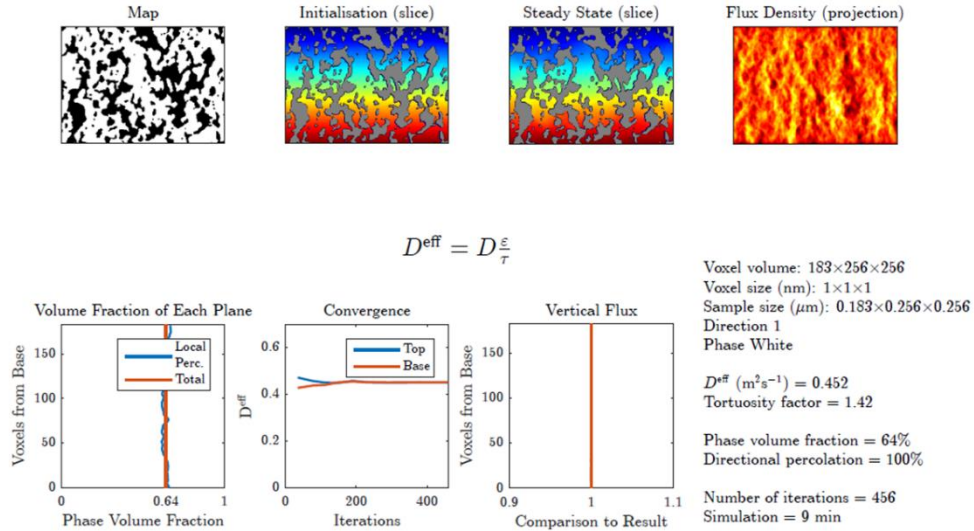 Map
Initialisation (slice)
Steady State (slice)
Flux Density (projection)
D^eff = D ε/τ
Volume Fraction of Each Plane
Voxels from Base
150
100
50
0
Local
Perc.
Total
0
0.64
1
Phase Volume Fraction
Convergence
D^eff
0.6
0.4
0.2
0
Top
Base
0
200
400
Iterations
Vertical Flux
Voxels from Base
150
100
50
0
0.9
1
1.1
Comparison to Result
Voxel volume: 183×256×256
Voxel size (nm): 1×1×1
Sample size (μm): 0.183×0.256×0.256
Direction 1
Phase White
D^eff (m²s⁻¹) = 0.452
Tortuosity factor = 1.42
Phase volume fraction = 64%
Directional percolation = 100%
Number of iterations = 456
Simulation = 9 min